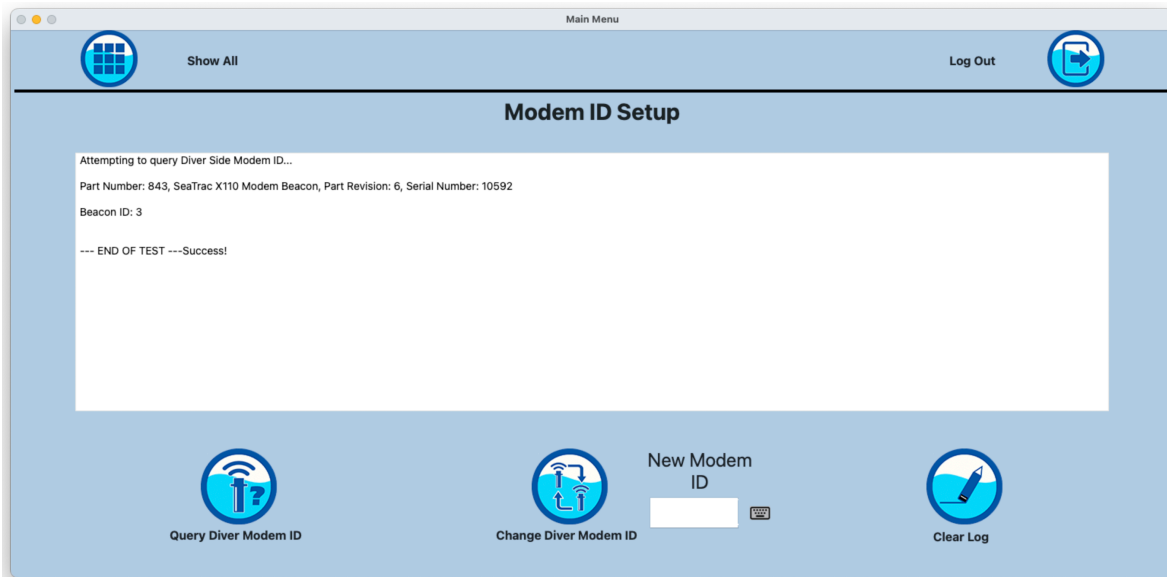 Main Menu
Show All
Log Out
Modem ID Setup
Attempting to query Diver Side Modem ID...
Part Number: 843, SeaTrac X110 Modem Beacon, Part Revision: 6, Serial Number: 10592
Beacon ID: 3
--- END OF TEST ---Success!
New Modem
ID
?
Query Diver Modem ID
Change Diver Modem ID
Clear Log